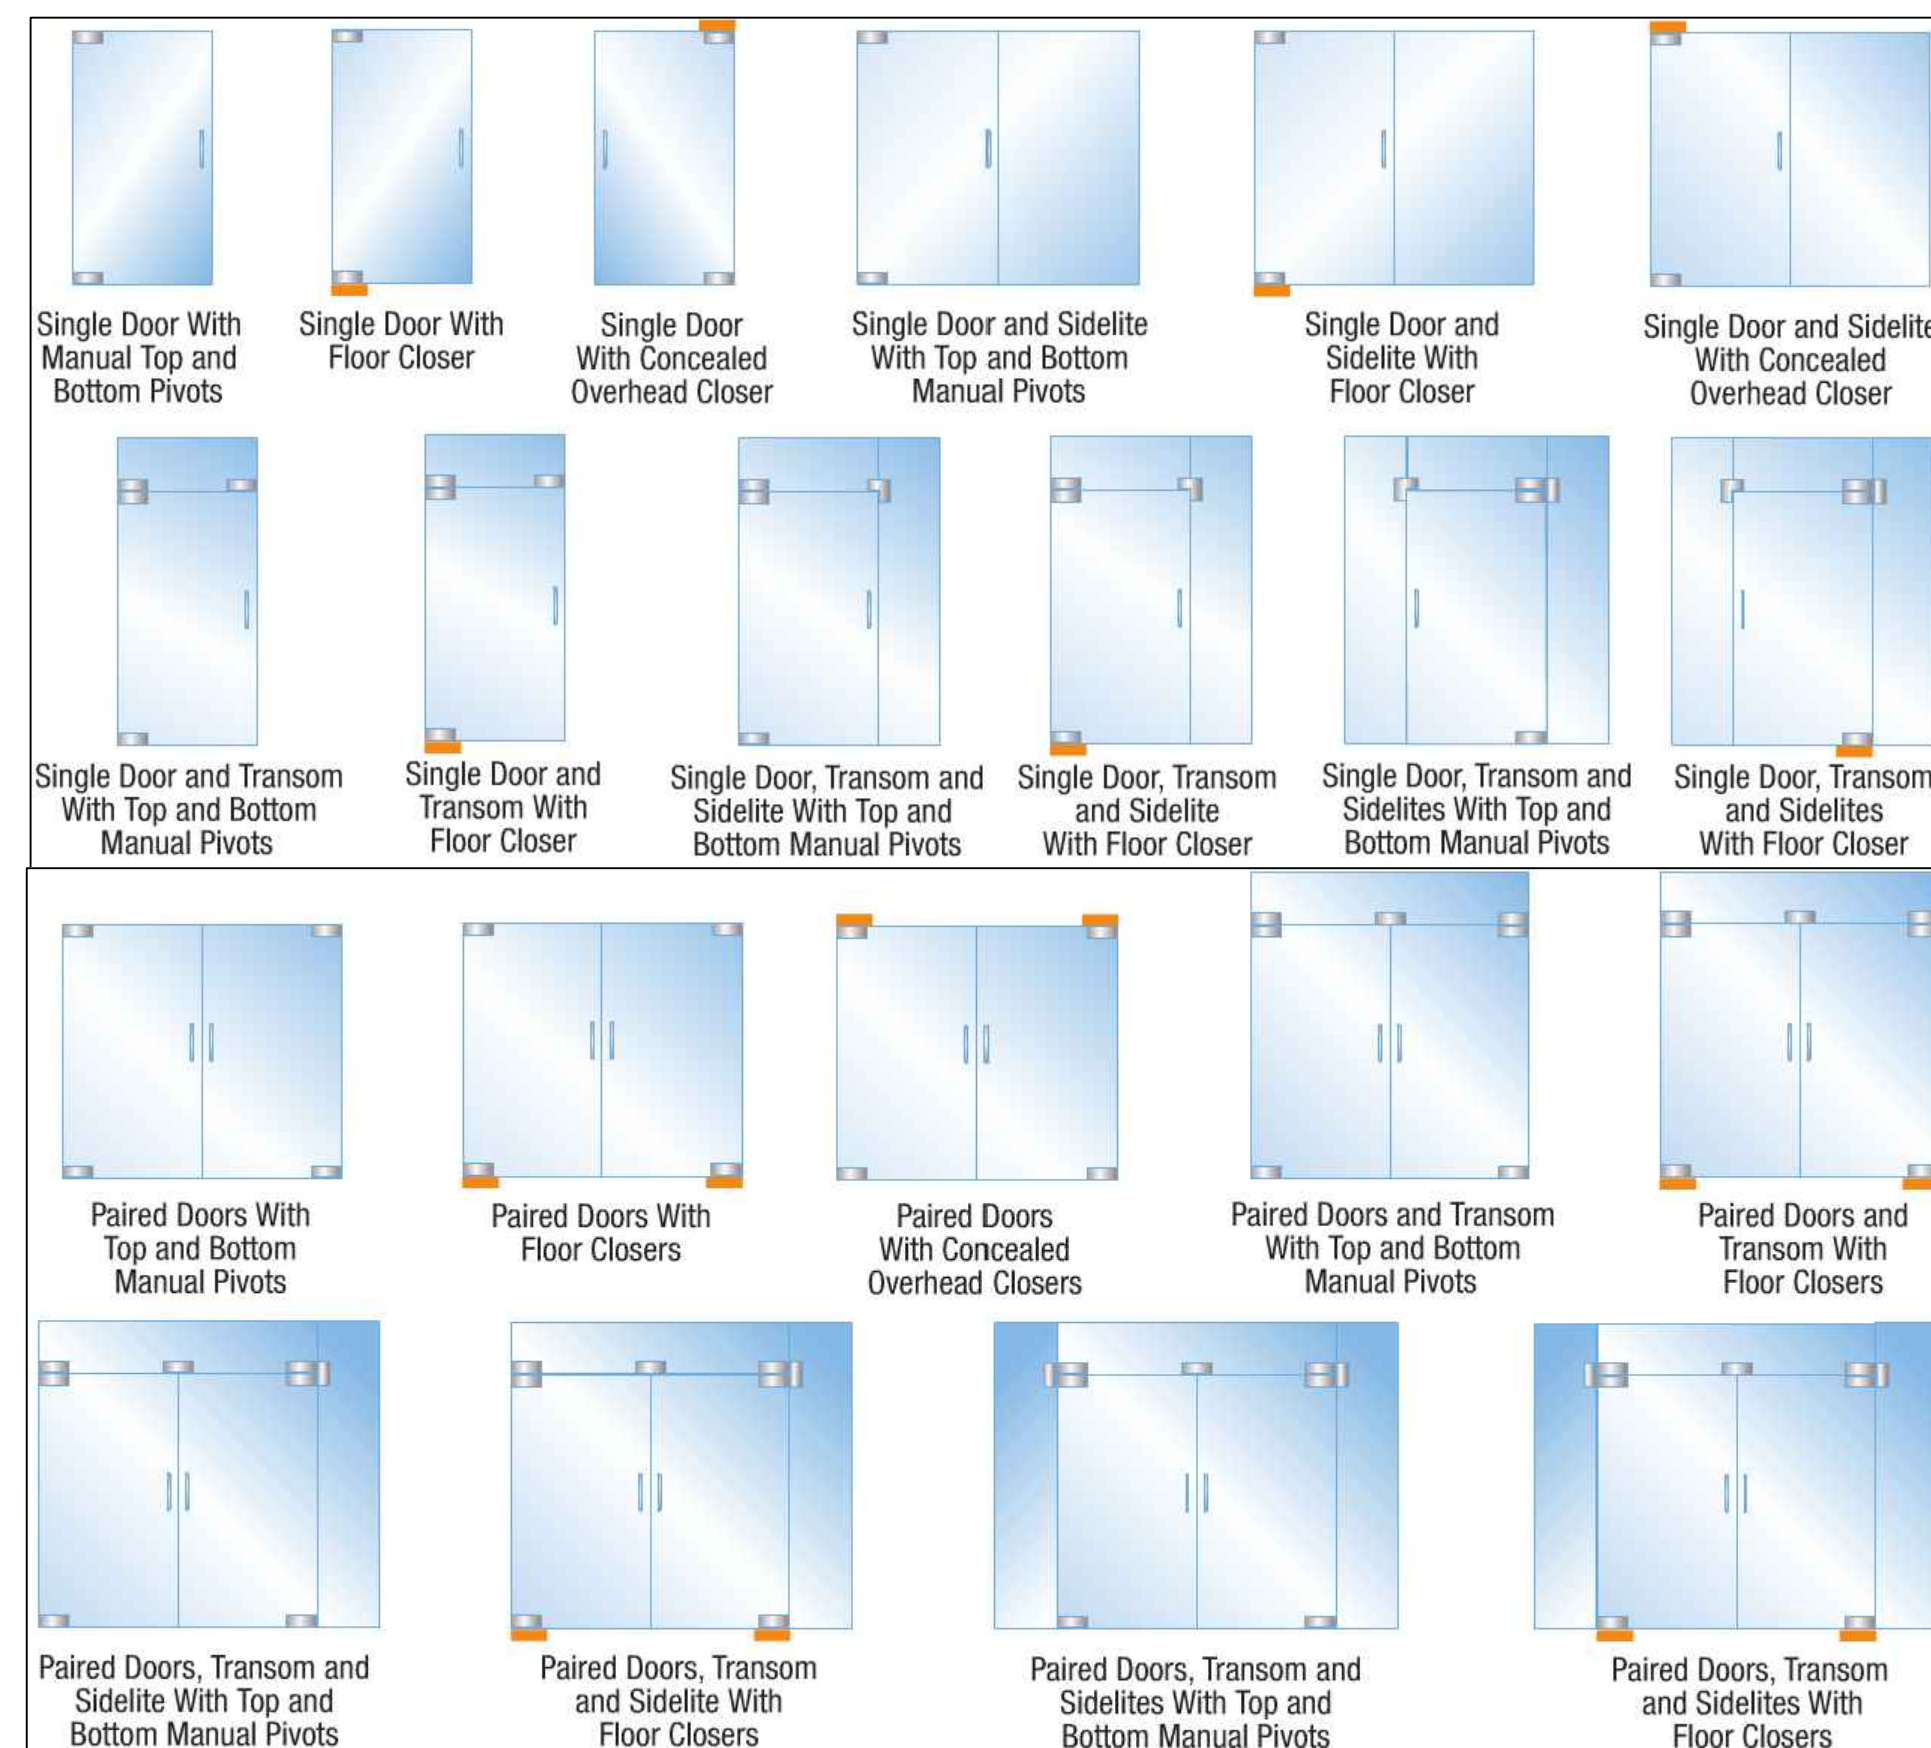 Single Door With
Manual Top and
Bottom Pivots
Single Door With
Floor Closer
Single Door
With Concealed
Overhead Closer
Single Door and Sidelite
With Top and Bottom
Manual Pivots
Single Door and
Sidelite With
Floor Closer
Single Door and Sidelite
With Concealed
Overhead Closer
Single Door and Transom
With Top and Bottom
Manual Pivots
Single Door and
Transom With
Floor Closer
Single Door, Transom and
Sidelite With Top and
Bottom Manual Pivots
Single Door, Transom
and Sidelite
With Floor Closer
Single Door, Transom and
Sidelites With Top and
Bottom Manual Pivots
Single Door, Transom
and Sidelites
With Floor Closer
Paired Doors With
Top and Bottom
Manual Pivots
Paired Doors With
Floor Closers
Paired Doors
With Concealed
Overhead Closers
Paired Doors and Transom
With Top and Bottom
Manual Pivots
Paired Doors and
Transom With
Floor Closers
Paired Doors, Transom and
Sidelite With Top and
Bottom Manual Pivots
Paired Doors, Transom
and Sidelite With
Floor Closers
Paired Doors, Transom and
Sidelites With Top and
Bottom Manual Pivots
Paired Doors, Transom
and Sidelites With
Floor Closers